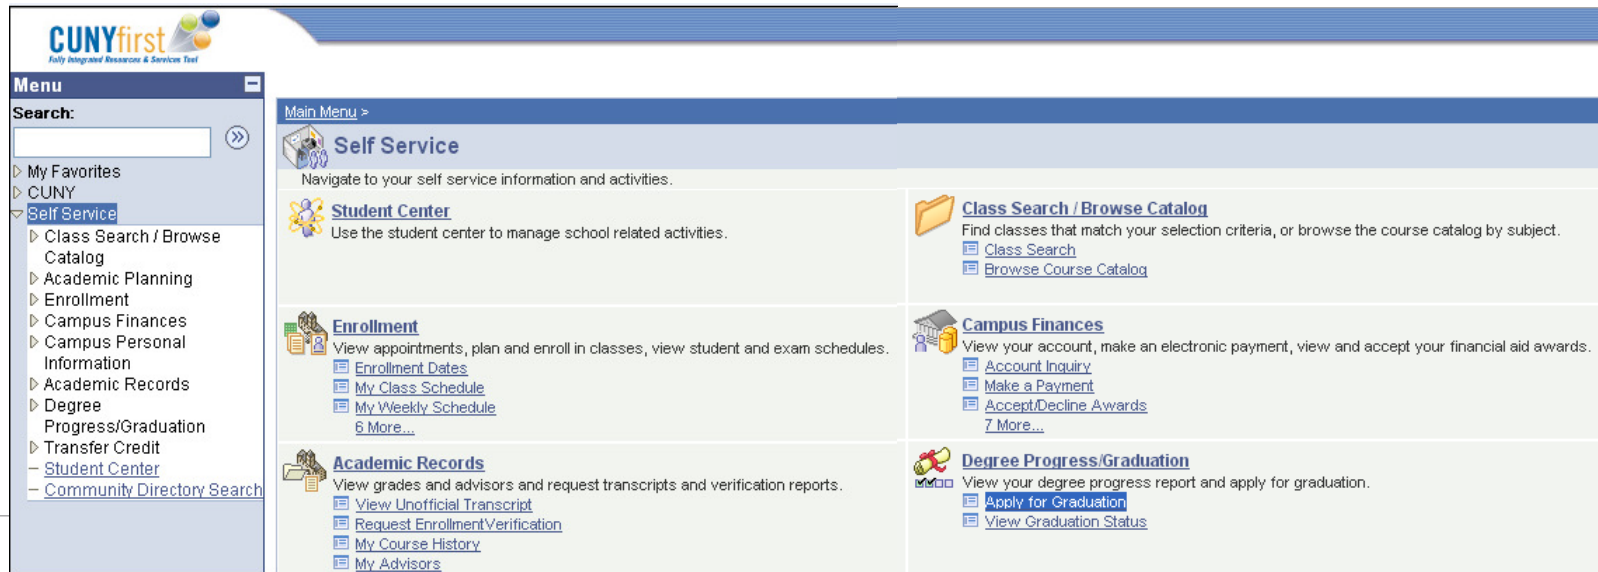 CUNYfirst
Fully Integrated Resources & Services Tool
Menu
Search:
My Favorites
CUNY
Self Service
Class Search / Browse
Catalog
Academic Planning
Enrollment
Campus Finances
Campus Personal
Information
Academic Records
Degree
Progress/Graduation
Transfer Credit
Student Center
Community Directory Search
Main Menu >
Self Service
Navigate to your self service information and activities.
Student Center
Use the student center to manage school related activities.
Class Search / Browse Catalog
Find classes that match your selection criteria, or browse the course catalog by subject.
Class Search
Browse Course Catalog
Enrollment
View appointments, plan and enroll in classes, view student and exam schedules.
Enrollment Dates
My Class Schedule
My Weekly Schedule
6 More...
Campus Finances
View your account, make an electronic payment, view and accept your financial aid awards.
Account Inquiry
Make a Payment
Accept/Decline Awards
7 More...
Academic Records
View grades and advisors and request transcripts and verification reports.
View Unofficial Transcript
Request EnrollmentVerification
My Course History
My Advisors
Degree Progress/Graduation
View your degree progress report and apply for graduation.
Apply for Graduation
View Graduation Status